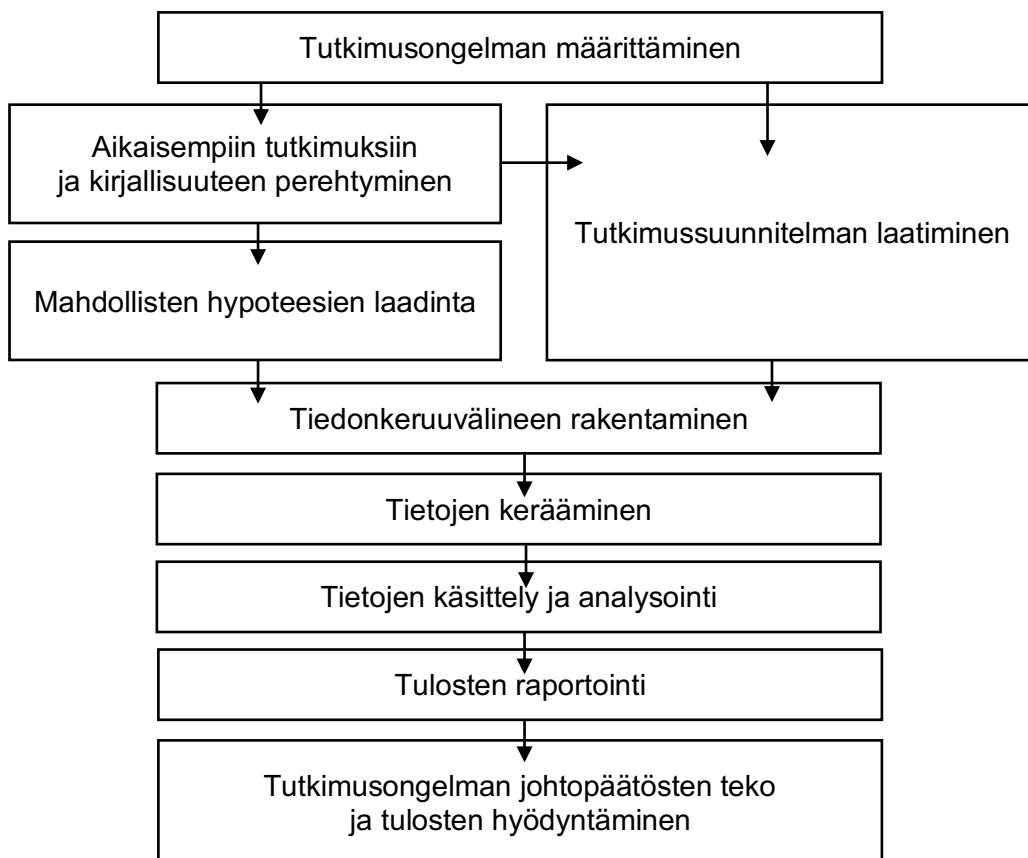 Tutkimusongelman määrittäminen
Aikaisempiin tutkimuksiin
ja kirjallisuuteen perehtyminen
Tutkimussuunnitelman laatiminen
Mahdollisten hypoteesien laadinta
Tiedonkeruuvälineen rakentaminen
Tietojen kerääminen
Tietojen käsittely ja analysointi
Tulosten raportointi
Tutkimusongelman johtopäätösten teko
ja tulosten hyödyntäminen